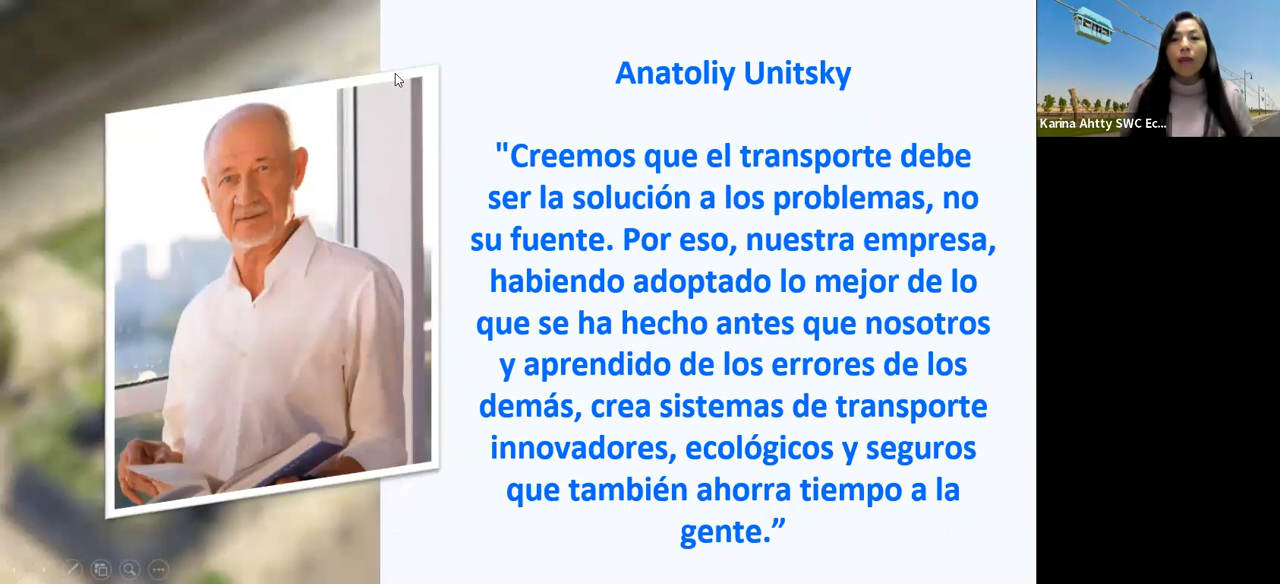 Anatoliy Unitsky
"Creemos que el transporte debe
ser la solución a los problemas, no
su fuente. Por eso, nuestra empresa,
habiendo adoptado lo mejor de lo
que se ha hecho antes que nosotros
y aprendido de los errores de los
demás, crea sistemas de transporte
innovadores, ecológicos y seguros
que también ahorra tiempo a la
gente.”
Karina Ahtty SWC Ec...